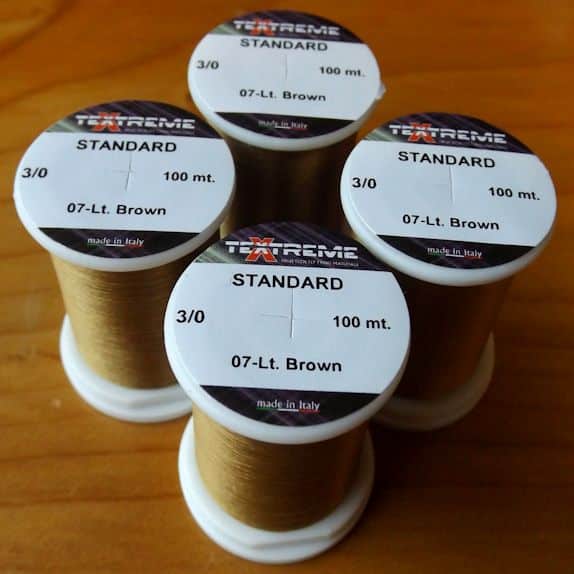 TEXTREME
STANDARD
3/0
100 mt.
07-Lt. Brown
made in Italy
TEXTREME
STANDARD
3/0
100 mt.
07-Lt. Brown
made in Italy
TEXTREME
STANDARD
3/0
100 mt.
07-Lt. Brown
made in Italy
TEXTREME
STANDARD
3/0
100 mt.
07-Lt. Brown
made in Italy